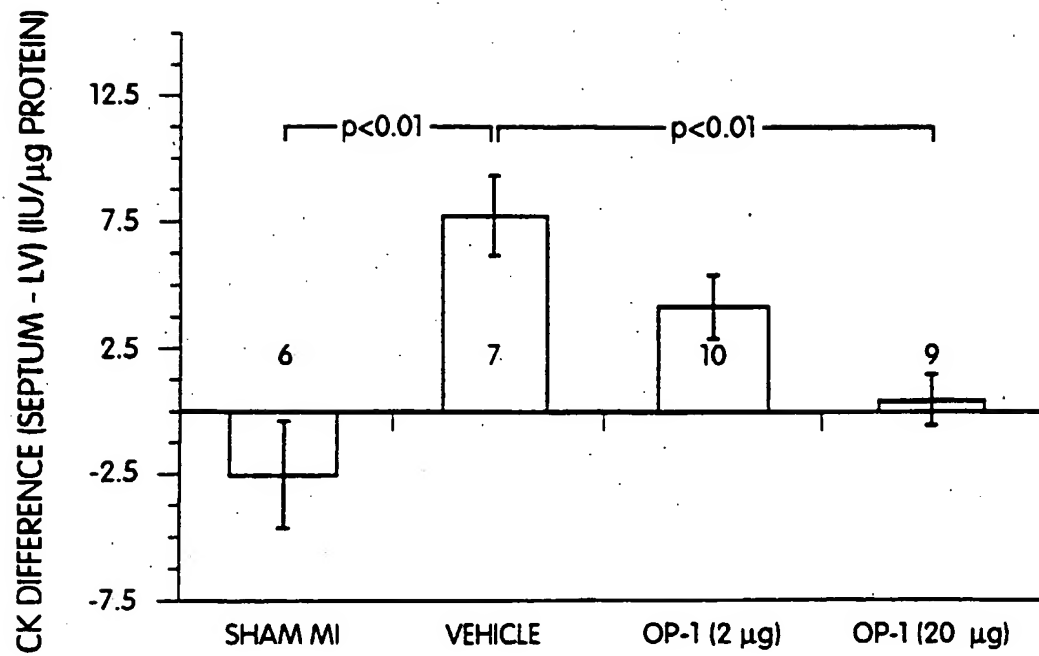 CK DIFFERENCE (SEPTUM - LV) (IU/µg PROTEIN)
12.5
7.5
2.5
-2.5
-7.5
p<0.01
p<0.01
6
7
10
9
SHAM MI
VEHICLE
OP-1 (2 µg)
OP-1 (20 µg)